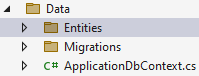 Data
Entities
Migrations
C# ApplicationDbContext.cs